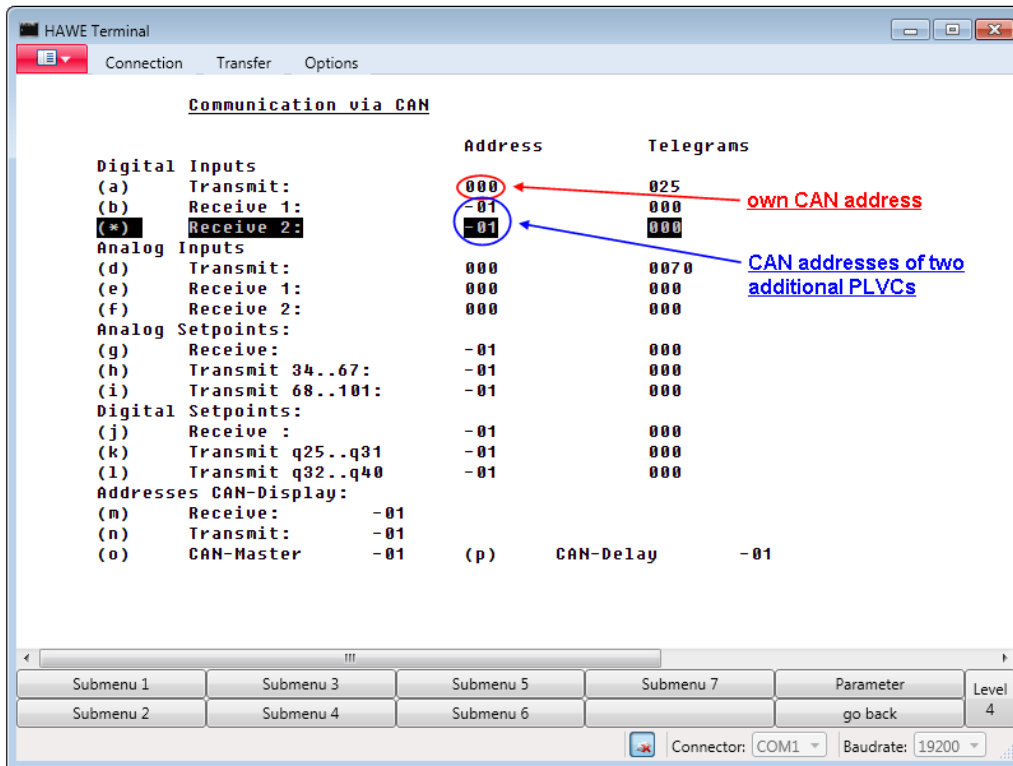 HAWE Terminal
Connection Transfer Options
Communication via CAN
Address Telegrams
Digital Inputs
(a) Transmit: 000 025
own CAN address
(b) Receive 1: -01 000
(*) Receive 2: -01 000
Analog Inputs
(d) Transmit: 000 0070
CAN addresses of two
additional PLVCs
(e) Receive 1: 000 000
(f) Receive 2: 000 000
Analog Setpoints:
(g) Receive: -01 000
(h) Transmit 34..67: -01 000
(i) Transmit 68..101: -01 000
Digital Setpoints:
(j) Receive : -01 000
(k) Transmit q25..q31 -01 000
(l) Transmit q32..q40 -01 000
Addresses CAN-Display:
(m) Receive: -01
(n) Transmit: -01
(o) CAN-Master -01 (p) CAN-Delay -01
Submenu 1 Submenu 3 Submenu 5 Submenu 7 Parameter Level
Submenu 2 Submenu 4 Submenu 6 go back 4
Connector: COM1 Baudrate: 19200